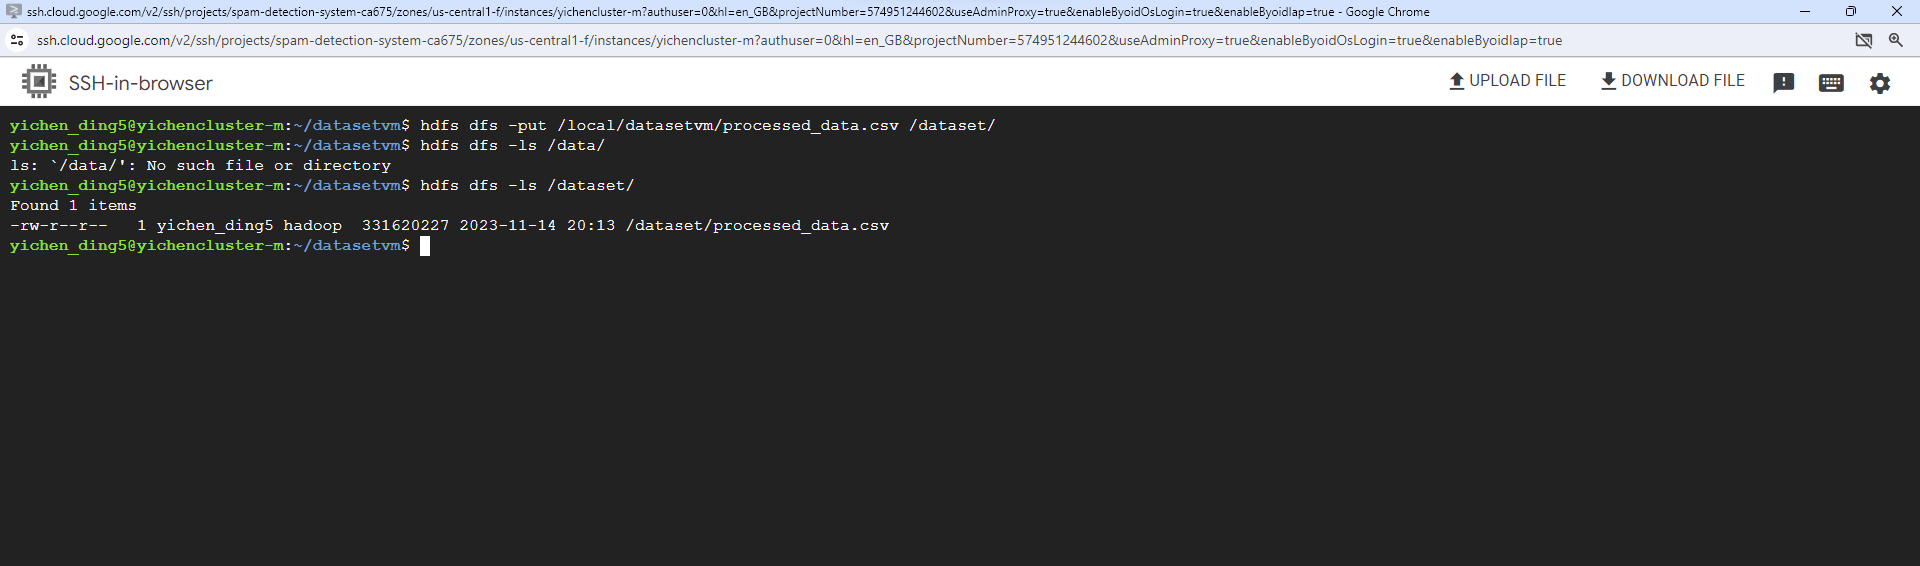 ssh.cloud.google.com/v2/ssh/projects/spam-detection-system-ca675/zones/us-central1-f/instances/yichencluster-m?authuser=0&hl=en_GB&projectNumber=574951244602&useAdminProxy=true&enableByoidOsLogin=true&enableByoidIap=true - Google Chrome
ssh.cloud.google.com/v2/ssh/projects/spam-detection-system-ca675/zones/us-central1-f/instances/yichencluster-m?authuser=0&hl=en_GB&projectNumber=574951244602&useAdminProxy=true&enableByoidOsLogin=true&enableByoidIap=true
SSH-in-browser UPLOAD FILE DOWNLOAD FILE
yichen_ding5@yichencluster-m:~/datasetvm$ hdfs dfs -put /local/datasetvm/processed_data.csv /dataset/
yichen_ding5@yichencluster-m:~/datasetvm$ hdfs dfs -ls /data/
ls: `/data/': No such file or directory
yichen_ding5@yichencluster-m:~/datasetvm$ hdfs dfs -ls /dataset/
Found 1 items
-rw-r--r--   1 yichen_ding5 hadoop  331620227 2023-11-14 20:13 /dataset/processed_data.csv
yichen_ding5@yichencluster-m:~/datasetvm$